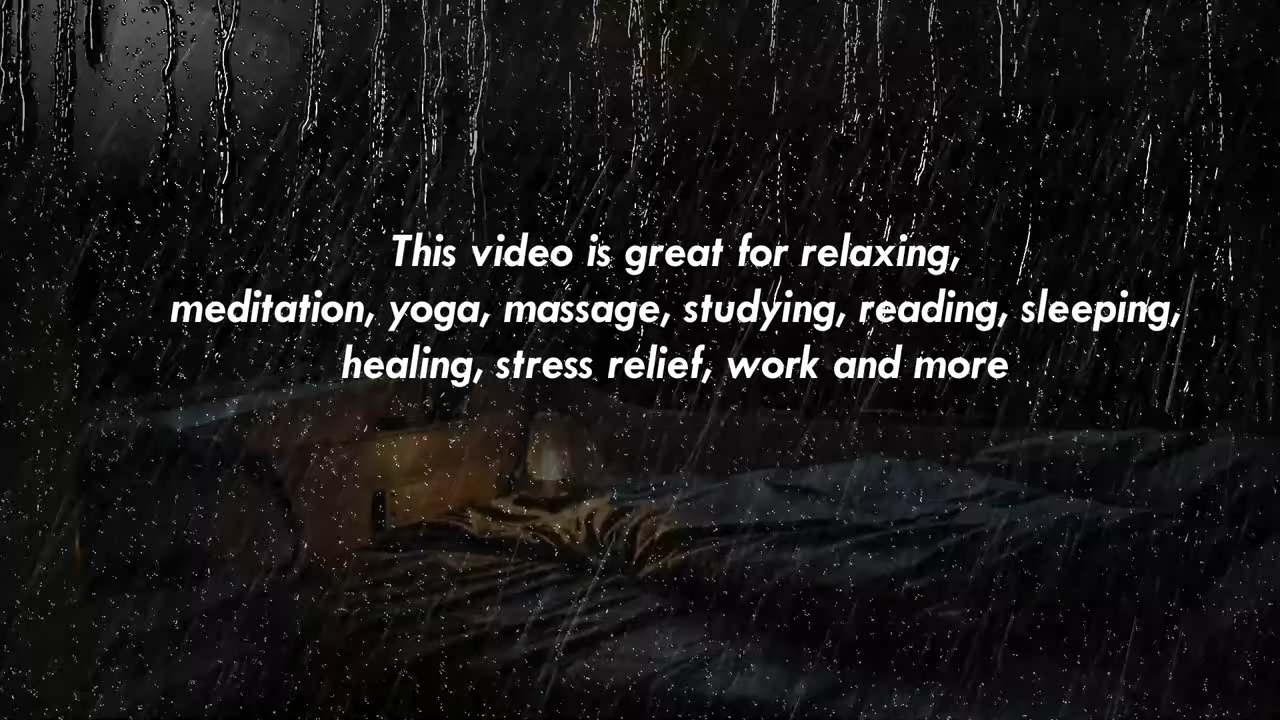 This video is great for relaxing,
meditation, yoga, massage, studying, reading, sleeping,
healing, stress relief, work and more